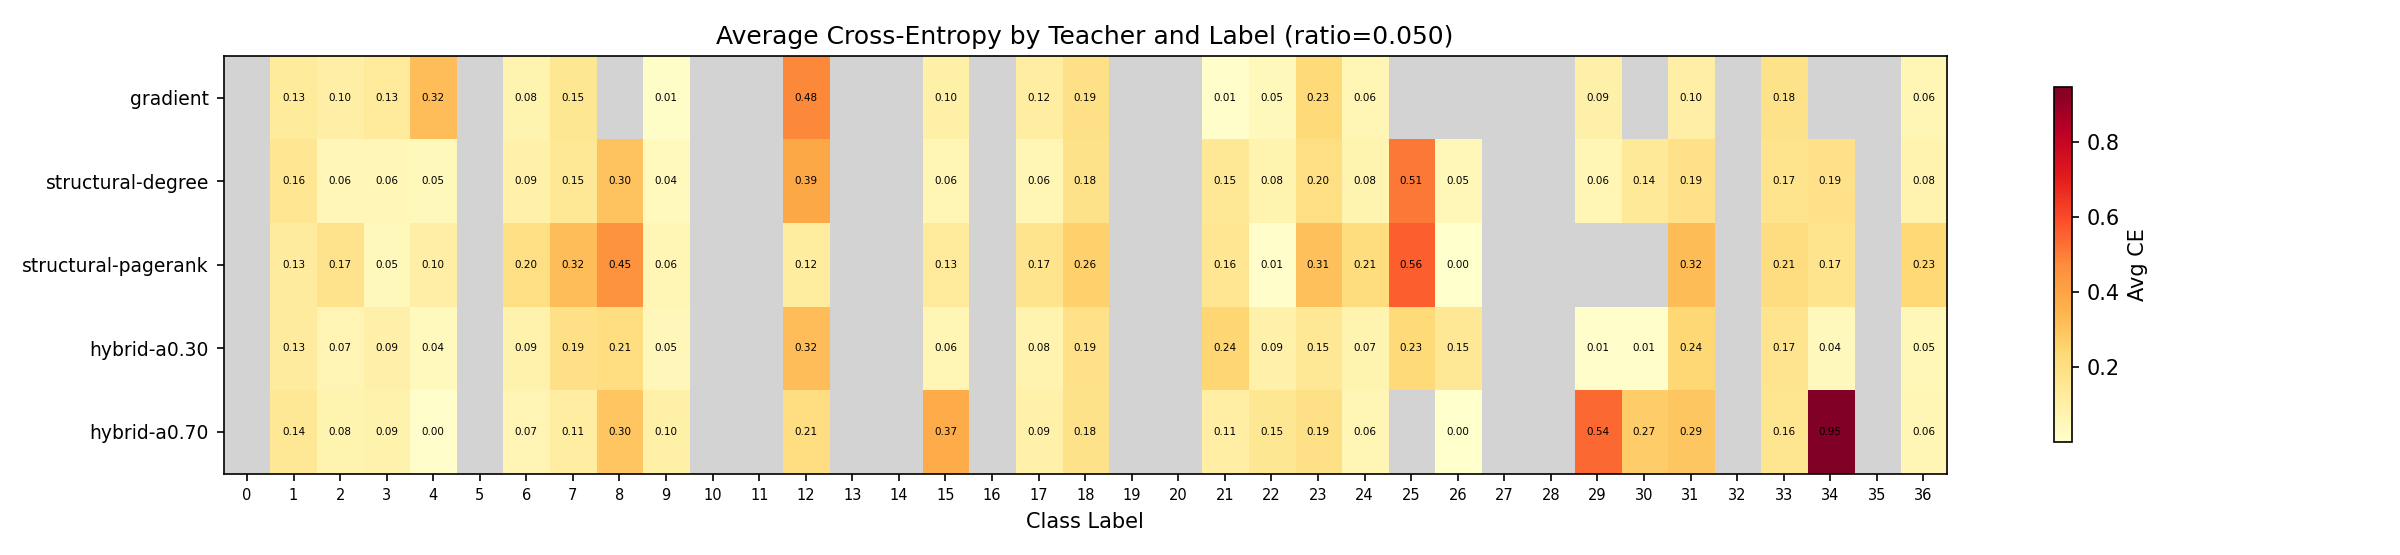 Average Cross-Entropy by Teacher and Label (ratio=0.050)
gradient 0.13 0.10 0.13 0.32 0.08 0.15 0.01 0.48 0.10 0.12 0.19 0.01 0.05 0.23 0.06 0.09 0.10 0.18 0.06
structural-degree 0.16 0.06 0.06 0.05 0.09 0.15 0.30 0.04 0.39 0.06 0.06 0.18 0.15 0.08 0.20 0.08 0.51 0.05 0.06 0.14 0.19 0.17 0.19 0.08
structural-pagerank 0.13 0.17 0.05 0.10 0.20 0.32 0.45 0.06 0.12 0.13 0.17 0.26 0.16 0.01 0.31 0.21 0.56 0.00 0.32 0.21 0.17 0.23
hybrid-a0.30 0.13 0.07 0.09 0.04 0.09 0.19 0.21 0.05 0.32 0.06 0.08 0.19 0.24 0.09 0.15 0.07 0.23 0.15 0.01 0.01 0.24 0.17 0.04 0.05
hybrid-a0.70 0.14 0.08 0.09 0.00 0.07 0.11 0.30 0.10 0.21 0.37 0.09 0.18 0.11 0.15 0.19 0.06 0.00 0.54 0.27 0.29 0.16 0.95 0.06
0 1 2 3 4 5 6 7 8 9 10 11 12 13 14 15 16 17 18 19 20 21 22 23 24 25 26 27 28 29 30 31 32 33 34 35 36
Class Label
0.8
0.6
0.4
0.2
Avg CE